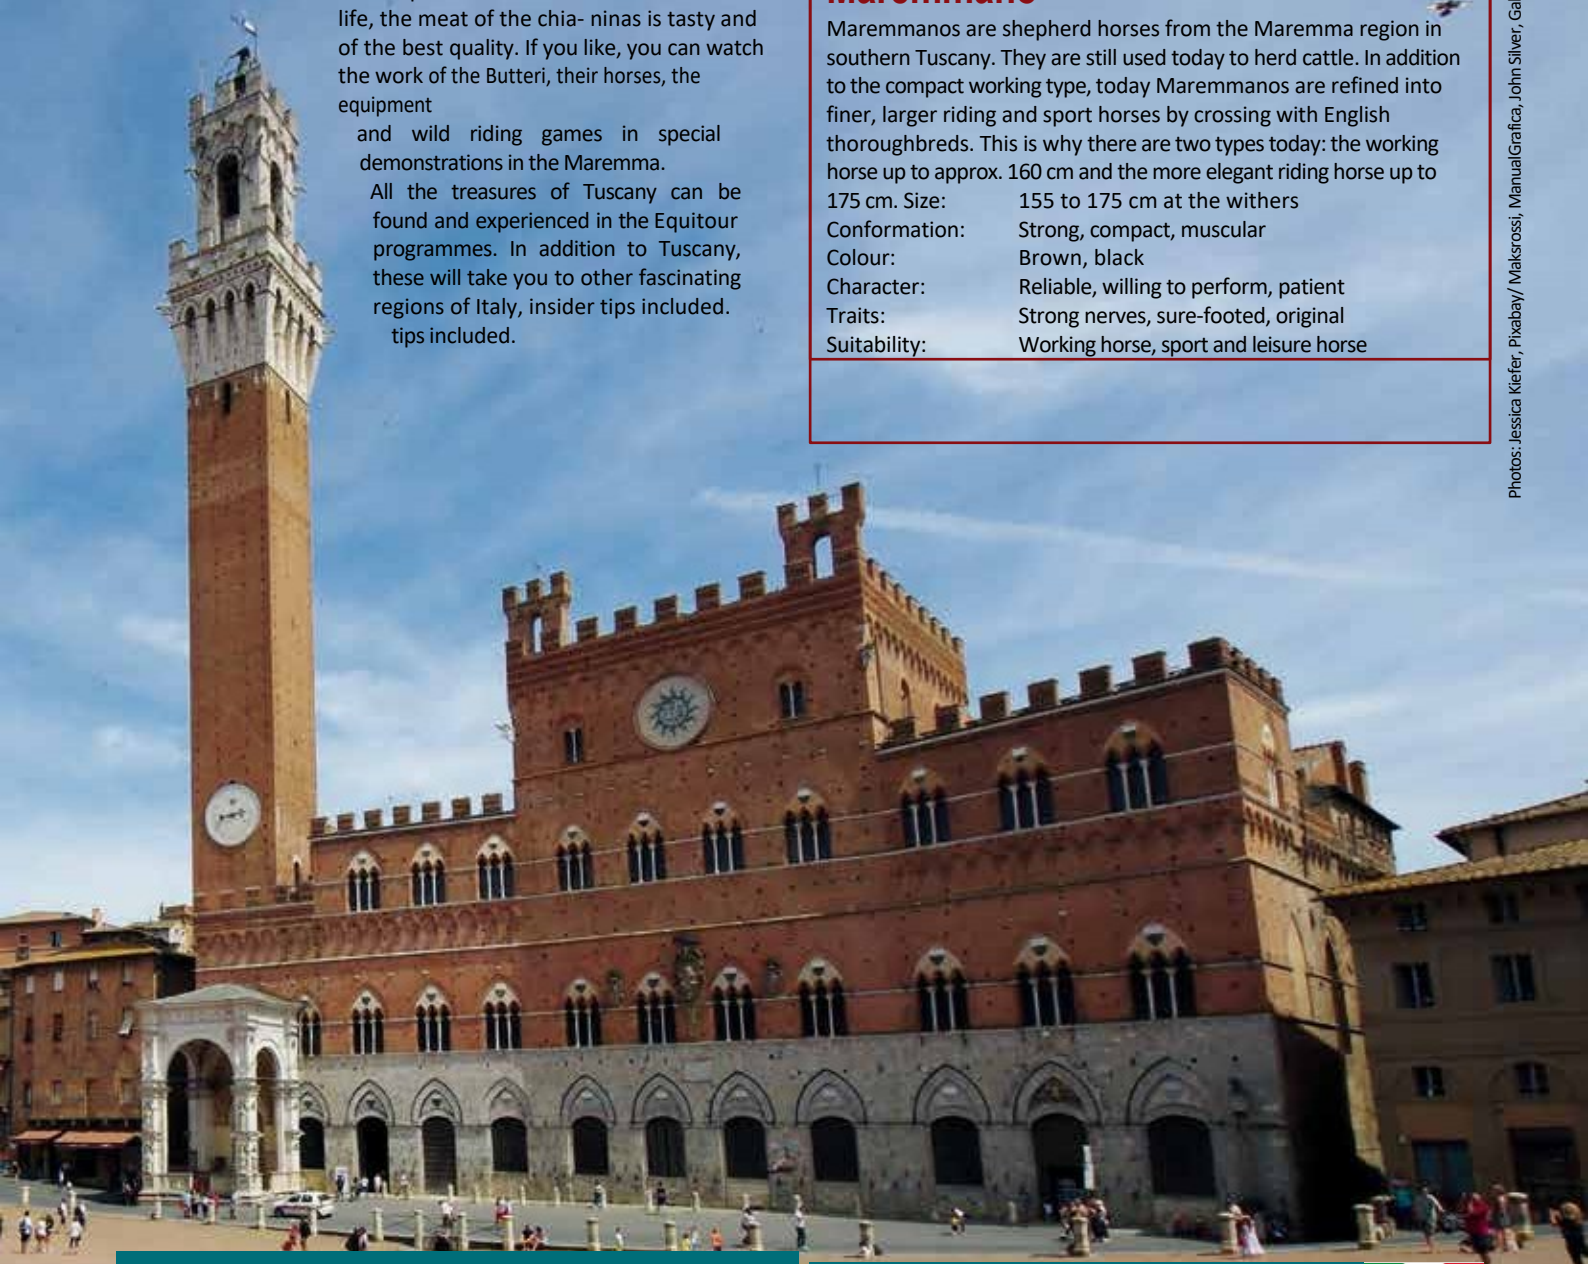 life, the meat of the chia- ninas is tasty and
of the best quality. If you like, you can watch
the work of the Butteri, their horses, the
equipment
and wild riding games in special
demonstrations in the Maremma.
All the treasures of Tuscany can be
found and experienced in the Equitour
programmes. In addition to Tuscany,
these will take you to other fascinating
regions of Italy, insider tips included.
tips included.
Maremmanos are shepherd horses from the Maremma region in
southern Tuscany. They are still used today to herd cattle. In addition
to the compact working type, today Maremmanos are refined into
finer, larger riding and sport horses by crossing with English
thoroughbreds. This is why there are two types today: the working
horse up to approx. 160 cm and the more elegant riding horse up to
175 cm. Size: 155 to 175 cm at the withers
Conformation: Strong, compact, muscular
Colour: Brown, black
Character: Reliable, willing to perform, patient
Traits: Strong nerves, sure-footed, original
Suitability: Working horse, sport and leisure horse
Photos: Jessica Kiefer, Pixabay/ Maksrossi, ManualGrafica, John Silver,